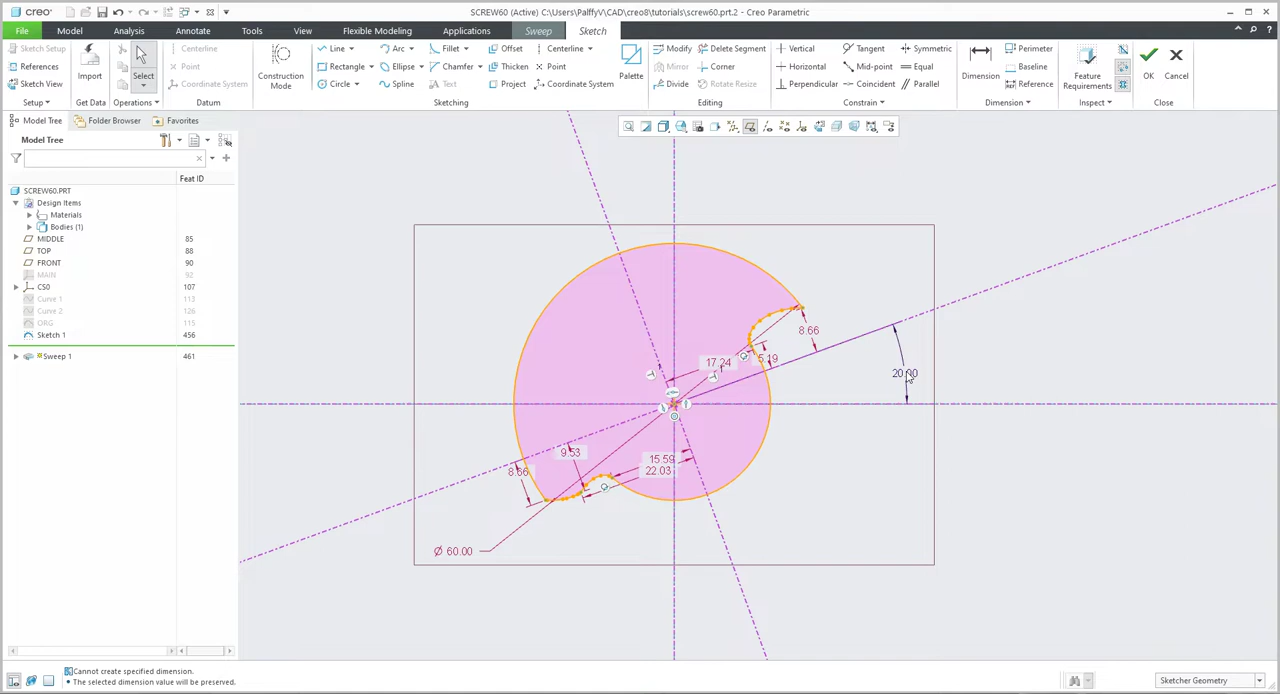 creo
SCREW60 (Active) C:\Users\PalffyV\CAD\creo8\tutorials\screw60.prt.2 - Creo Parametric
File Model Analysis Annotate Tools View Flexible Modeling Applications Sweep Sketch
Sketch Setup
References
Sketch View
Setup
Import
Get Data
Select
Operations
Centerline
Point
Coordinate System
Datum
Construction Mode
Line Arc Fillet Offset Centerline
Rectangle Ellipse Chamfer Thicken Point
Circle Spline Text Project Coordinate System
Palette
Sketching
Modify Delete Segment
Mirror Corner
Divide Rotate Resize
Editing
Vertical Tangent Symmetric
Horizontal Mid-point Equal
Perpendicular Coincident Parallel
Constrain
Dimension
Perimeter
Baseline
Reference
Dimension
Feature Requirements
Inspect
OK
Cancel
Close
Model Tree Folder Browser Favorites
Model Tree
Feat ID
SCREW60.PRT
Design Items
Materials
Bodies (1)
MIDDLE 85
TOP 88
FRONT 90
MAIN
CS0 107
Curve 1 113
Curve 2 126
ORG 115
Sketch 1 456
Sweep 1 461
8.66
17.24
5.19
20.00
9.53
15.59
8.66
22.03
Ø 60.00
Cannot create specified dimension.
• The selected dimension value will be preserved.
Sketcher Geometry